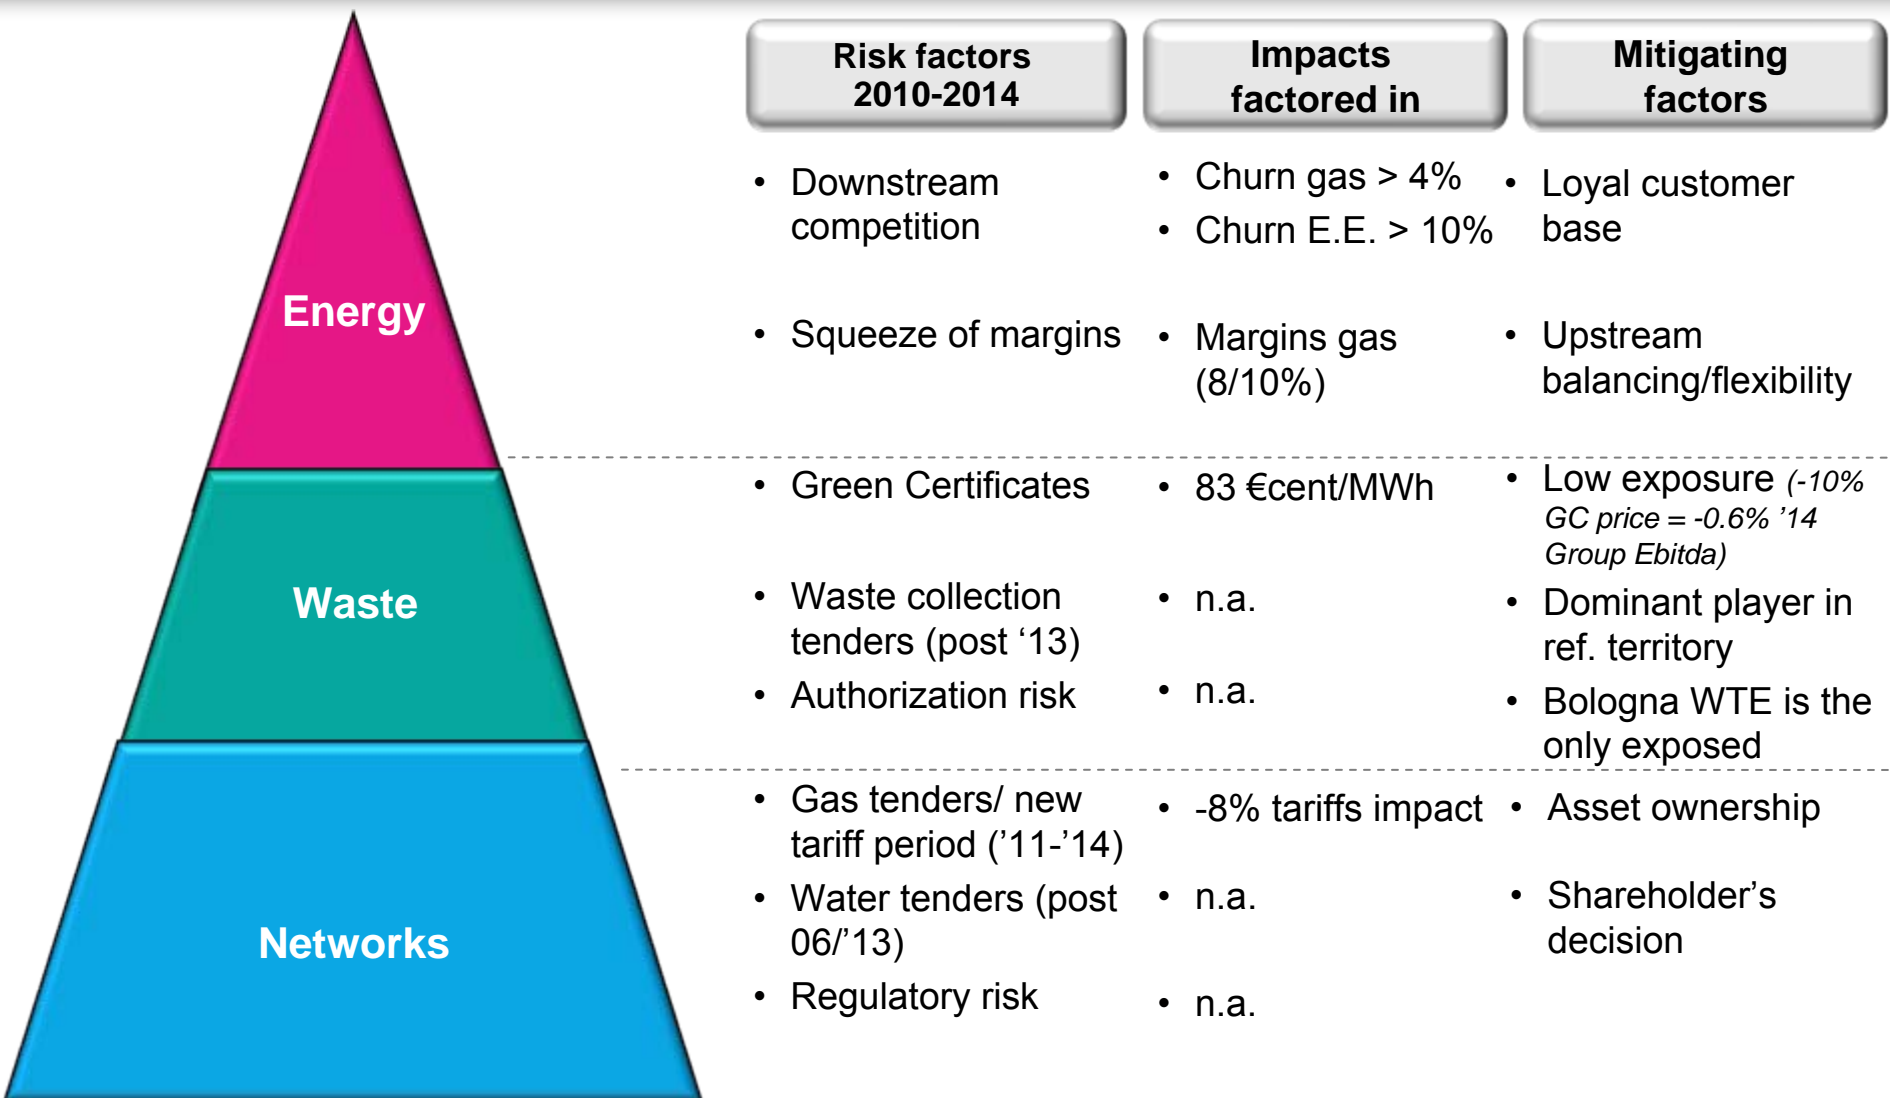 Risk factors
2010-2014
Impacts
factored in
Mitigating
factors
Energy
• Downstream
competition
• Churn gas > 4%
• Churn E.E. > 10%
• Loyal customer
base
• Squeeze of margins
• Margins gas
(8/10%)
• Upstream
balancing/flexibility
Waste
• Green Certificates
• 83 €cent/MWh
• Low exposure (-10%
GC price = -0.6% ’14
Group Ebitda)
• Waste collection
tenders (post ‘13)
• n.a.
• Dominant player in
ref. territory
• Authorization risk
• n.a.
• Bologna WTE is the
only exposed
Networks
• Gas tenders/ new
tariff period (’11-’14)
• -8% tariffs impact
• Asset ownership
• Water tenders (post
06/’13)
• n.a.
• Shareholder’s
decision
• Regulatory risk
• n.a.